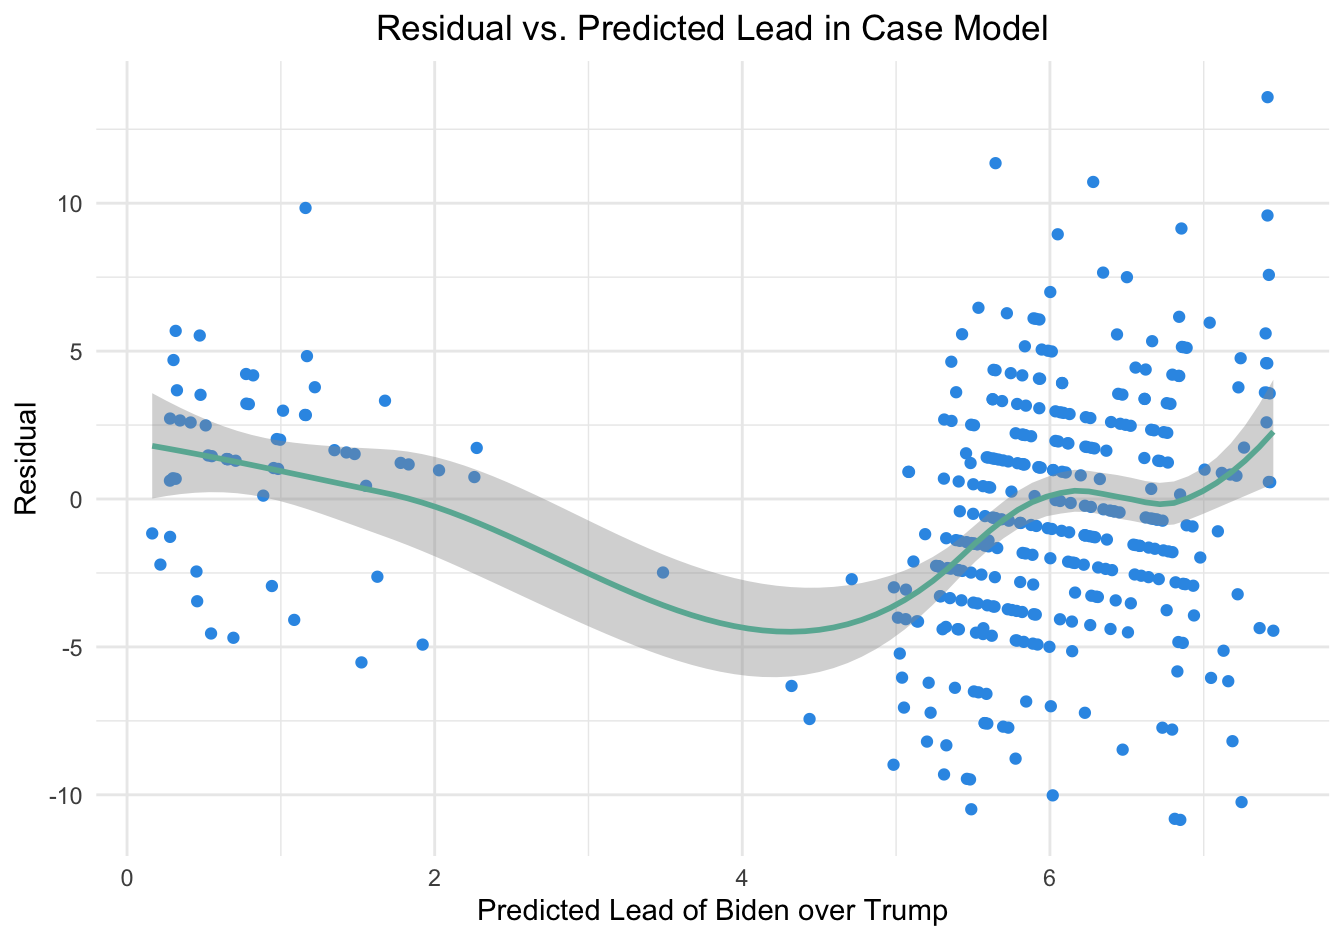 Residual vs. Predicted Lead in Case Model
10
5
0
-5
-10
Residual
0 2 4 6
Predicted Lead of Biden over Trump